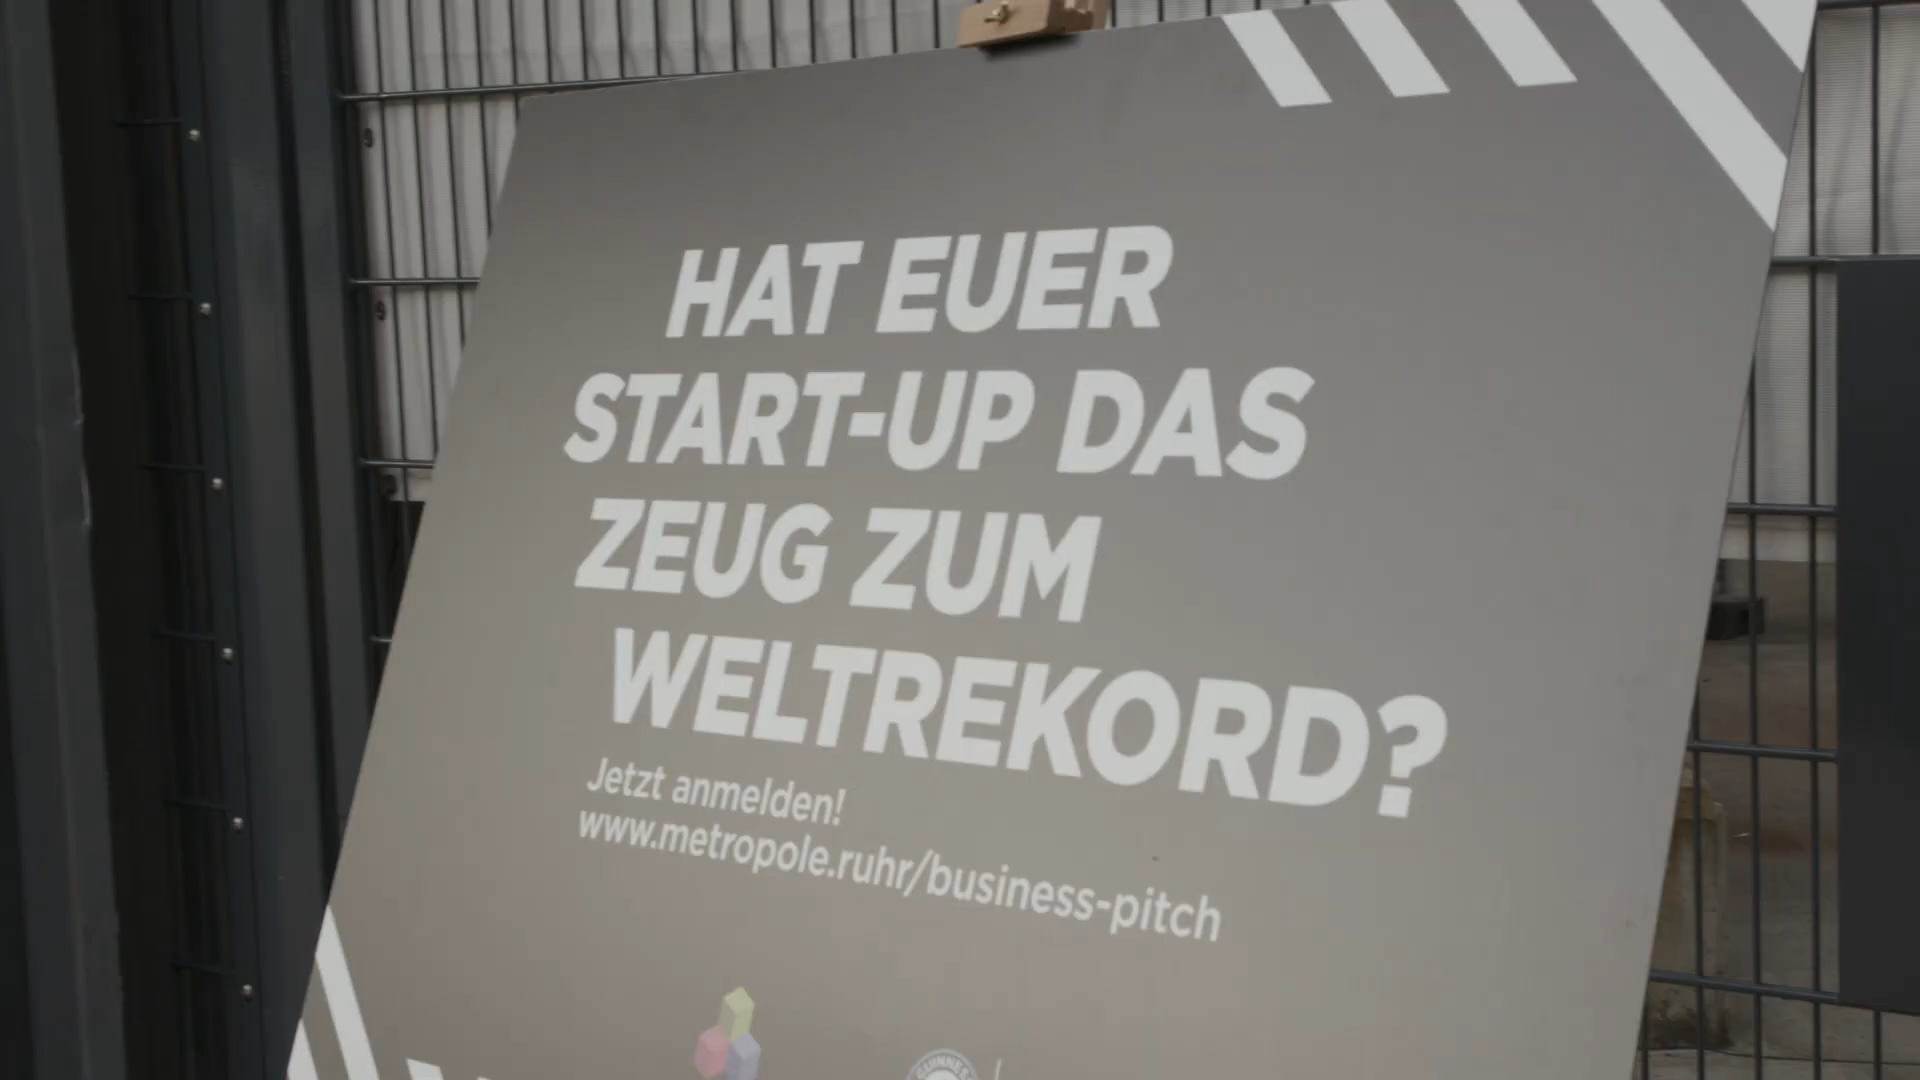 HAT EUER
START-UP DAS
ZEUG ZUM
WELTREKORD?
Jetzt anmelden!
www.metropole.ruhr/business-pitch